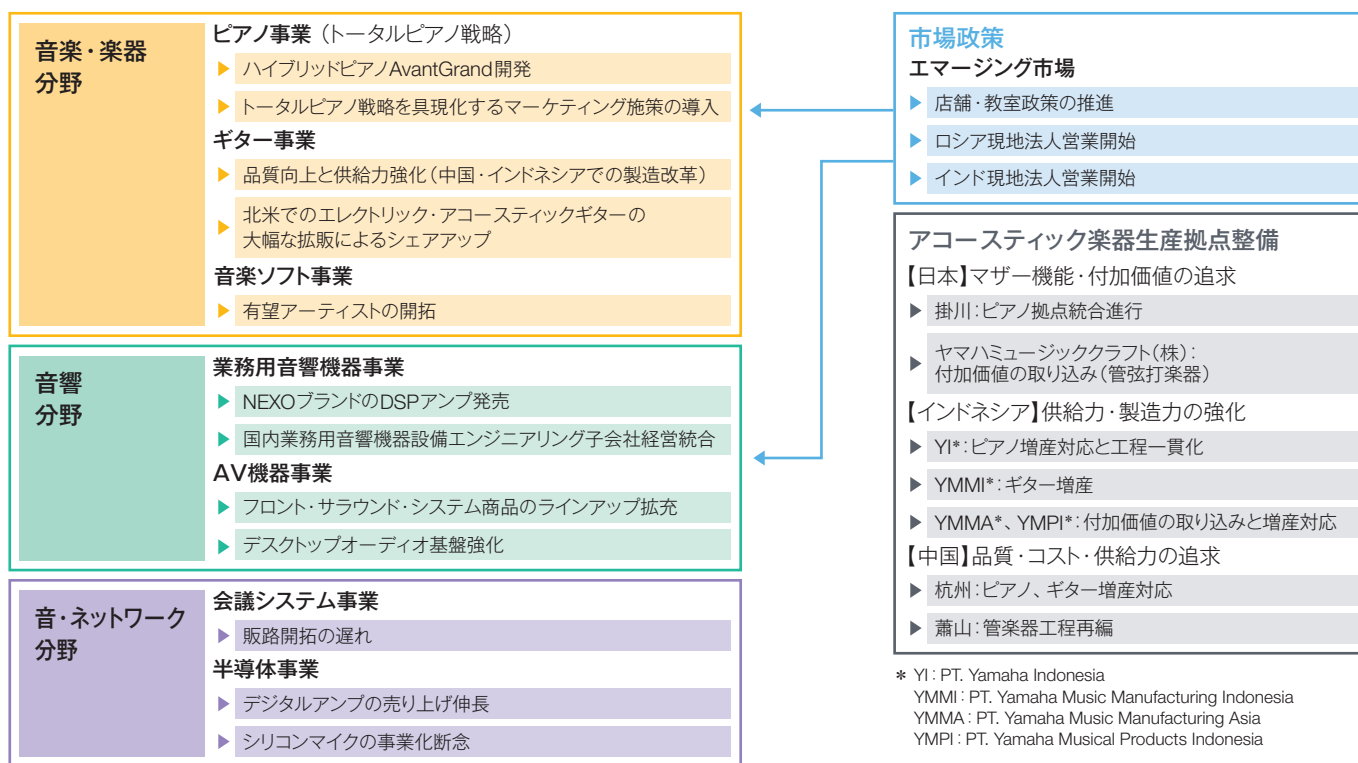 音楽・楽器
分野
ピアノ事業（トータルピアノ戦略）
ハイブリッドピアノAvantGrand開発
トータルピアノ戦略を具現化するマーケティング施策の導入
ギター事業
品質向上と供給力強化（中国・インドネシアでの製造改革）
北米でのエレクトリック・アコースティックギターの
大幅な拡販によるシェアアップ
音楽ソフト事業
有望アーティストの開拓
音響
分野
業務用音響機器事業
NEXOブランドのDSPアンプ発売
国内業務用音響機器設備エンジニアリング子会社経営統合
AV機器事業
フロント・サラウンド・システム商品のラインアップ拡充
デスクトップオーディオ基盤強化
音・ネットワーク
分野
会議システム事業
販路開拓の遅れ
半導体事業
デジタルアンプの売り上げ伸長
シリコンマイクの事業化断念
市場政策
エマージング市場
店舗・教室政策の推進
ロシア現地法人営業開始
インド現地法人営業開始
アコースティック楽器生産拠点整備
【日本】マザー機能・付加価値の追求
掛川：ピアノ拠点統合進行
ヤマハミュージッククラフト（株）：
付加価値の取り込み（管弦打楽器）
【インドネシア】供給力・製造力の強化
YI*：ピアノ増産対応と工程一貫化
YMMI*：ギター増産
YMMA*、YMPI*：付加価値の取り込みと増産対応
【中国】品質・コスト・供給力の追求
杭州：ピアノ、ギター増産対応
蕭山：管楽器工程再編
* YI：PT. Yamaha Indonesia
YMMI：PT. Yamaha Music Manufacturing Indonesia
YMMA：PT. Yamaha Music Manufacturing Asia
YMPI：PT. Yamaha Musical Products Indonesia